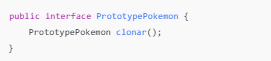 public interface PrototypePokemon {
    PrototypePokemon clonar();
}